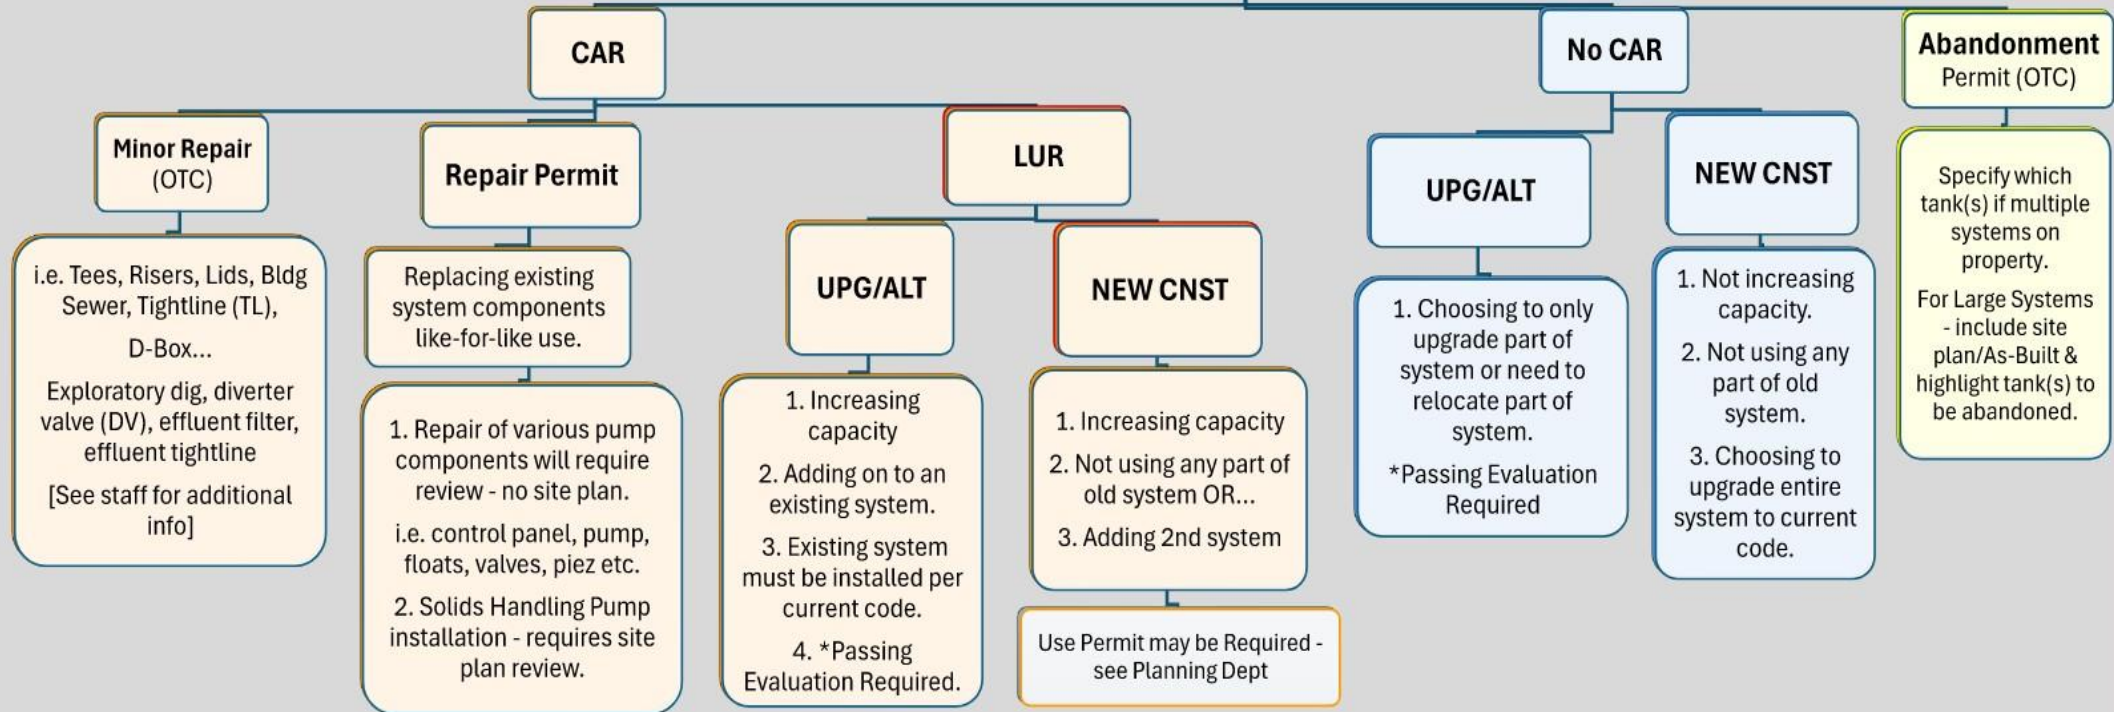 CAR
No CAR
Abandonment
Permit (OTC)
Minor Repair
(OTC)
Repair Permit
LUR
UPG/ALT
NEW CNST
i.e. Tees, Risers, Lids, Bldg
Sewer, Tightline (TL),
D-Box...
Exploratory dig, diverter
valve (DV), effluent filter,
effluent tightline
[See staff for additional
info]
Replacing existing
system components
like-for-like use.
1. Repair of various pump
components will require
review - no site plan.
i.e. control panel, pump,
floats, valves, piez etc.
2. Solids Handling Pump
installation - requires site
plan review.
UPG/ALT
1. Increasing
capacity
2. Adding on to an
existing system.
3. Existing system
must be installed per
current code.
4. *Passing
Evaluation Required.
NEW CNST
1. Increasing capacity
2. Not using any part of
old system OR...
3. Adding 2nd system
Use Permit may be Required -
see Planning Dept
1. Choosing to only
upgrade part of
system or need to
relocate part of
system.
*Passing Evaluation
Required
1. Not increasing
capacity.
2. Not using any
part of old
system.
3. Choosing to
upgrade entire
system to current
code.
Specify which
tank(s) if multiple
systems on
property.
For Large Systems
- include site
plan/As-Built &
highlight tank(s) to
be abandoned.